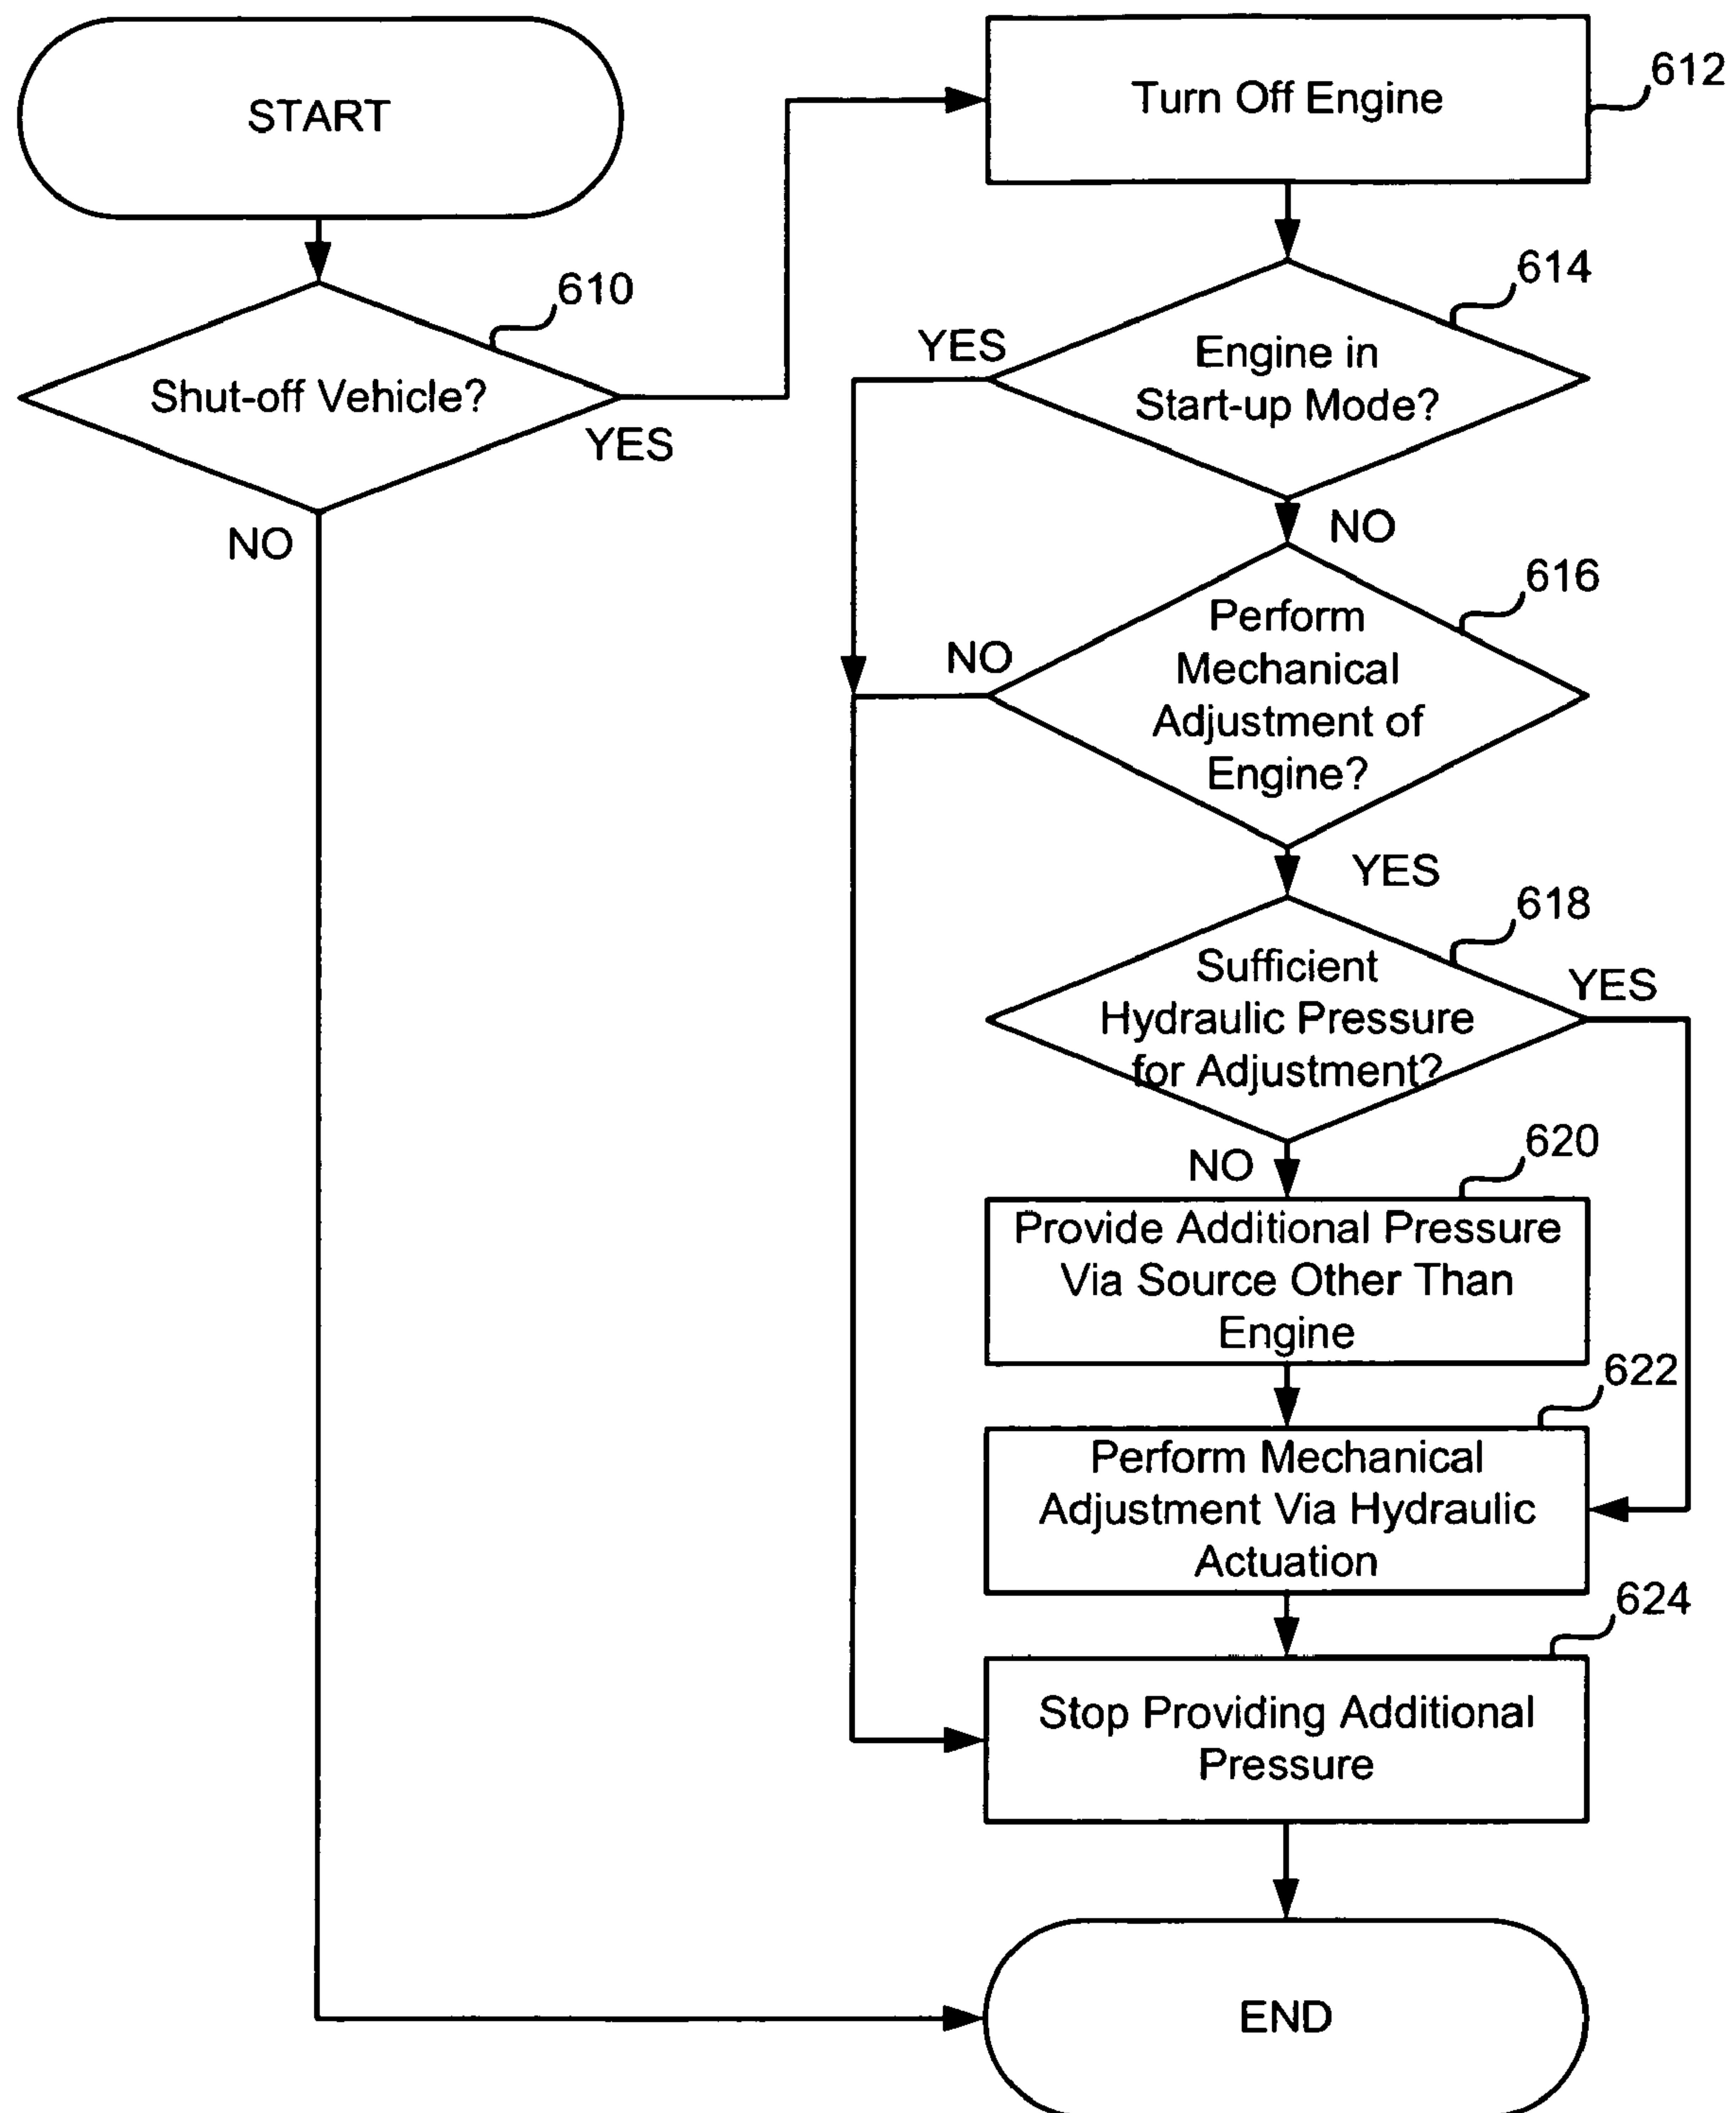 START
610
Shut-off Vehicle?
YES
NO
Turn Off Engine
612
614
YES
Engine in
Start-up Mode?
NO
616
Perform
Mechanical
Adjustment of
Engine?
NO
YES
618
Sufficient
Hydraulic Pressure
for Adjustment?
YES
NO
620
Provide Additional Pressure
Via Source Other Than
Engine
622
Perform Mechanical
Adjustment Via Hydraulic
Actuation
624
Stop Providing Additional
Pressure
END